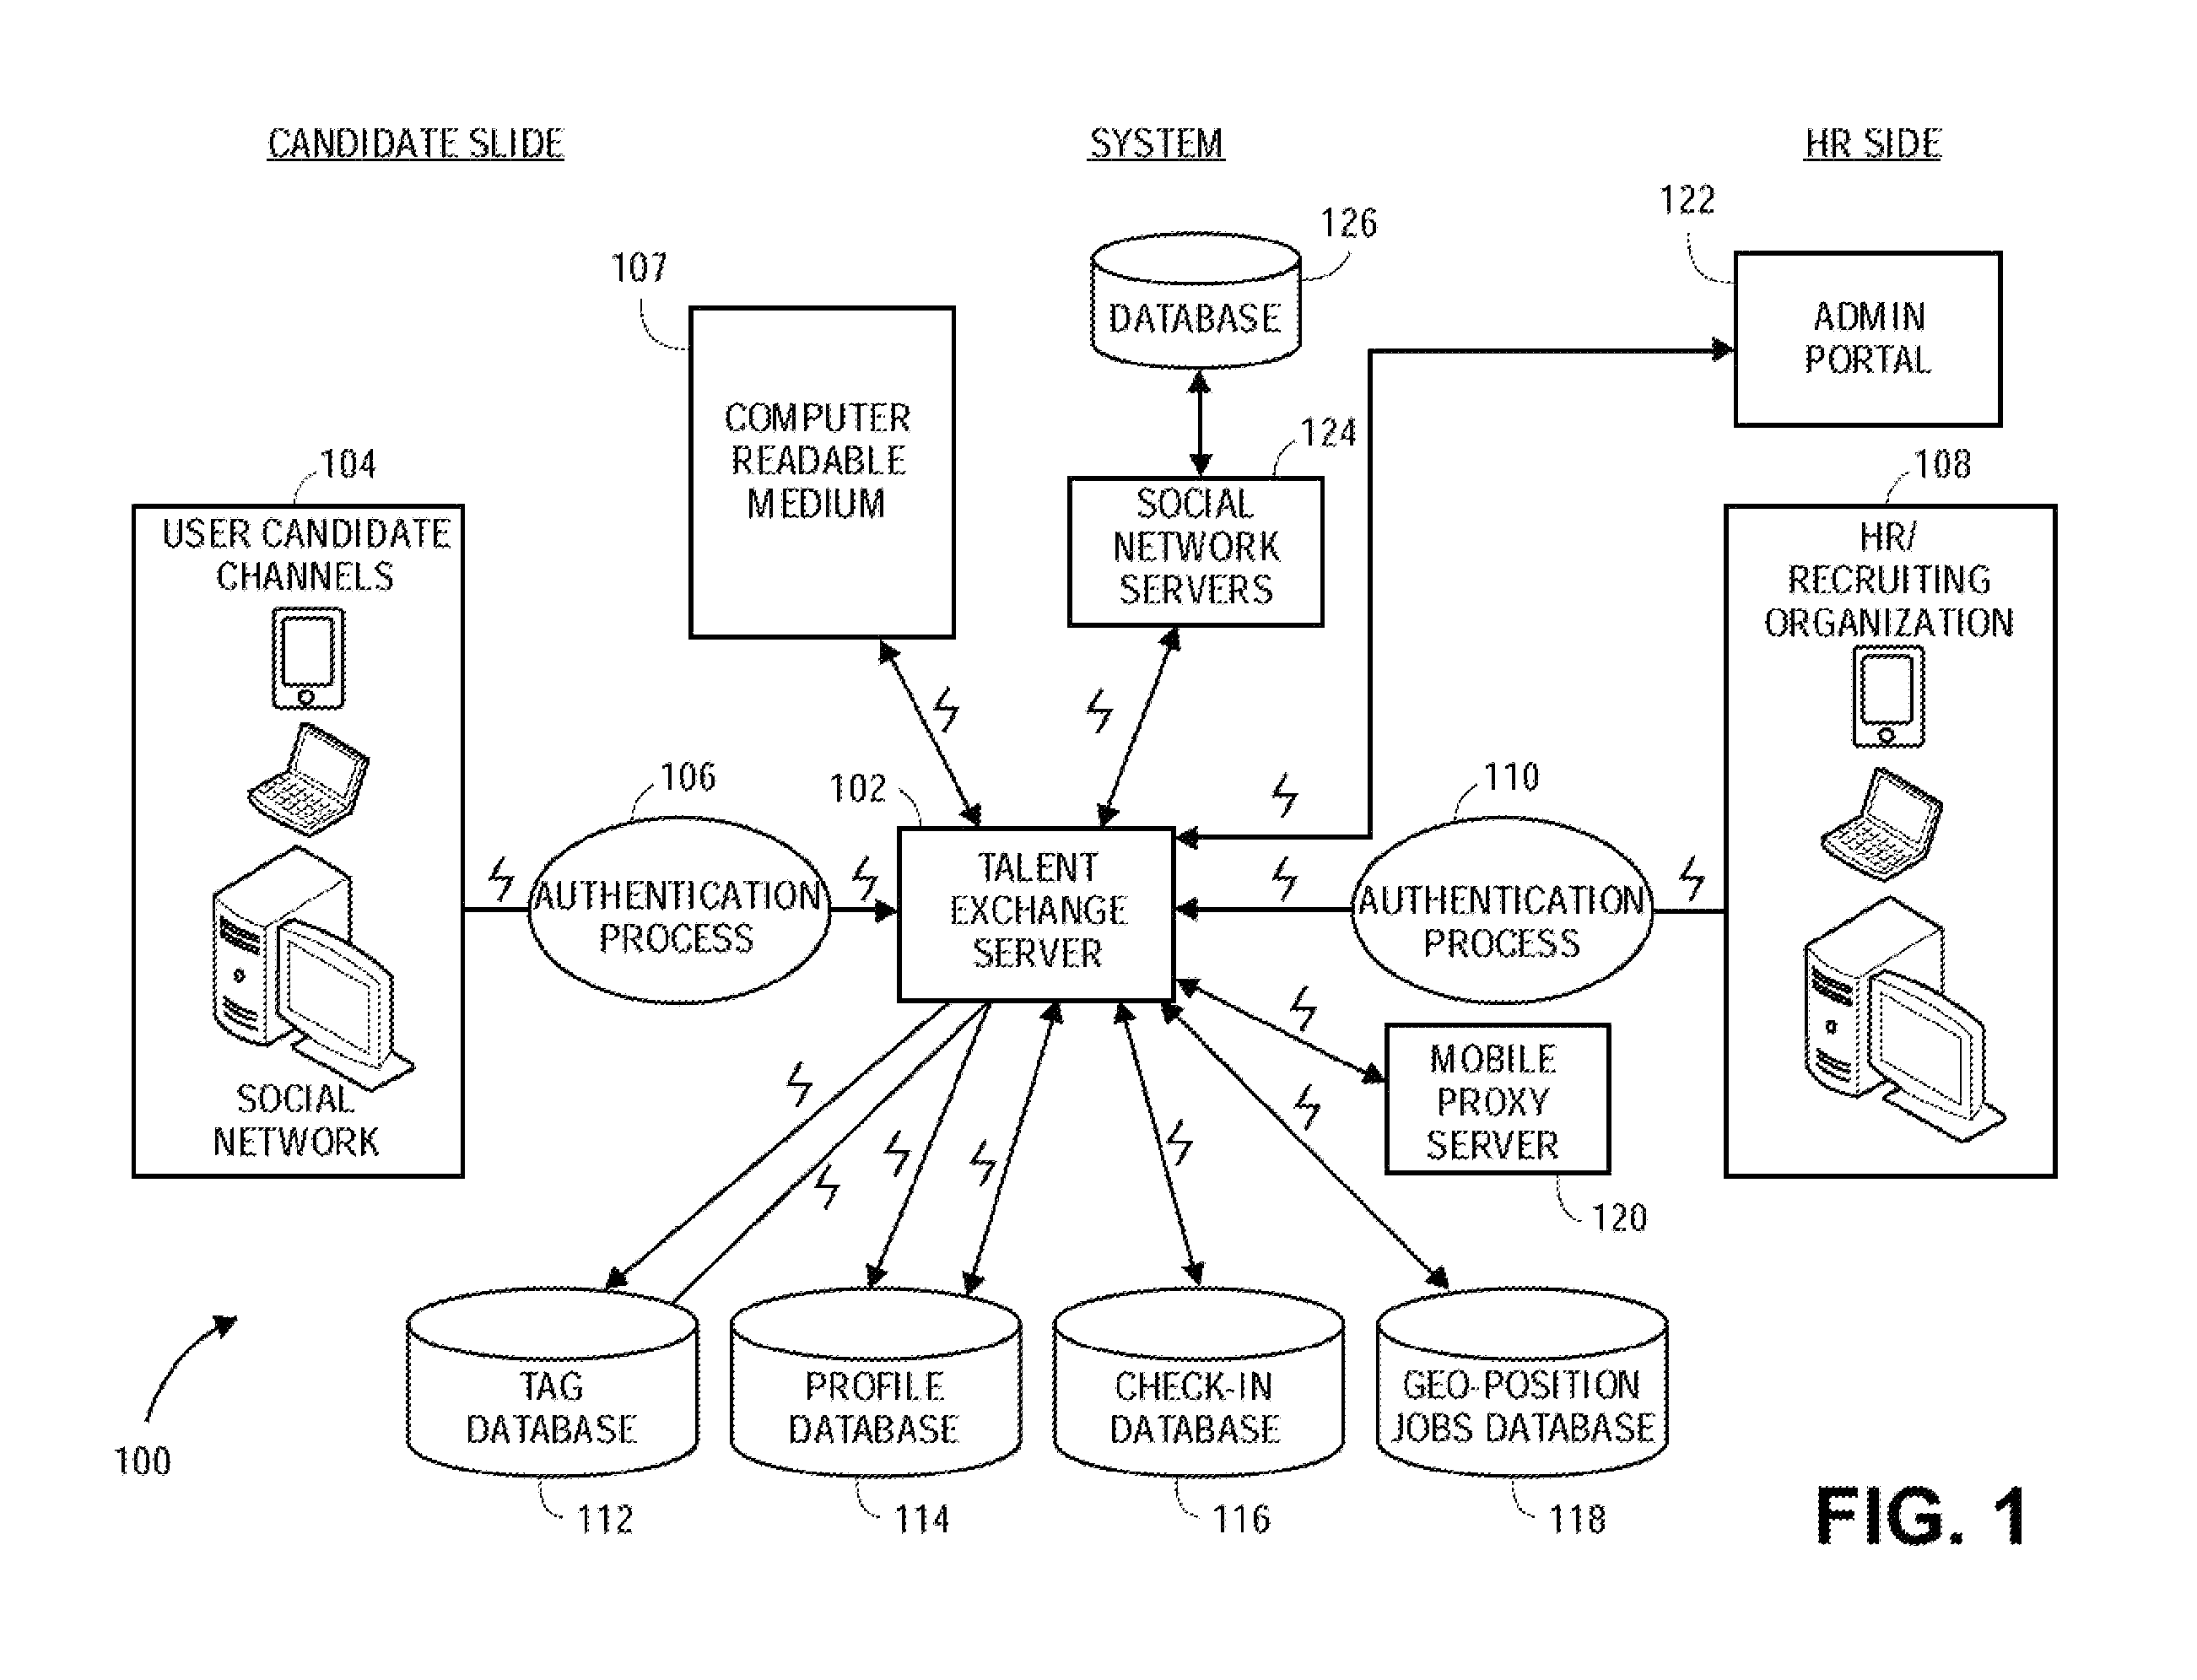 CANDIDATE SLIDE
SYSTEM
HR SIDE
122
126
107
ADMIN
PORTAL
DATABASE
COMPUTER
READABLE
MEDIUM
124
104
108
SOCIAL
NETWORK
SERVERS
USER CANDIDATE
CHANNELS
HR/
RECRUITING
ORGANIZATION
106
102
110
AUTHENTICATION
PROCESS
TALENT
EXCHANGE
SERVER
AUTHENTICATION
PROCESS
MOBILE
PROXY
SERVER
SOCIAL
NETWORK
120
TAG
DATABASE
PROFILE
DATABASE
CHECK-IN
DATABASE
GEO-POSITION
JOBS DATABASE
100
112
114
116
118
FIG. 1